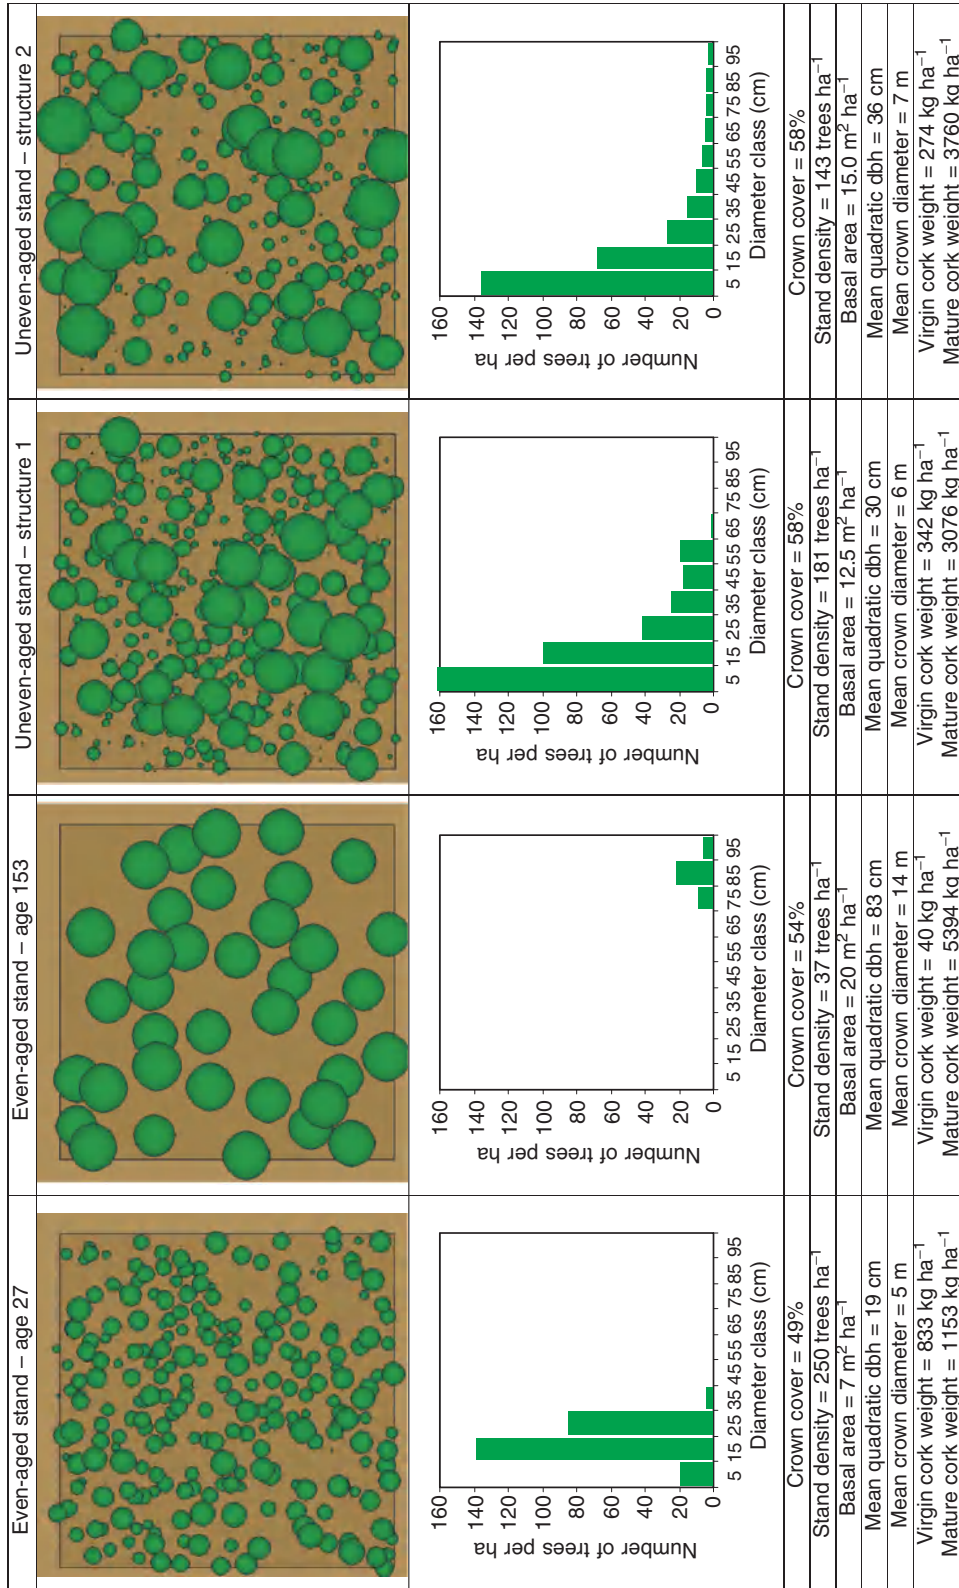 Even-aged stand – age 27
Number of trees per ha
160
140
120
100
80
60
40
20
0
5 15 25 35 45 55 65 75 85 95
Diameter class (cm)
Crown cover = 49%
Stand density = 250 trees ha⁻¹
Basal area = 7 m² ha⁻¹
Mean quadratic dbh = 19 cm
Mean crown diameter = 5 m
Virgin cork weight = 833 kg ha⁻¹
Mature cork weight = 1153 kg ha⁻¹
Even-aged stand – age 153
Number of trees per ha
160
140
120
100
80
60
40
20
0
5 15 25 35 45 55 65 75 85 95
Diameter class (cm)
Crown cover = 54%
Stand density = 37 trees ha⁻¹
Basal area = 20 m² ha⁻¹
Mean quadratic dbh = 83 cm
Mean crown diameter = 14 m
Virgin cork weight = 40 kg ha⁻¹
Mature cork weight = 5394 kg ha⁻¹
Uneven-aged stand – structure 1
Number of trees per ha
160
140
120
100
80
60
40
20
0
5 15 25 35 45 55 65 75 85 95
Diameter class (cm)
Crown cover = 58%
Stand density = 181 trees ha⁻¹
Basal area = 12.5 m² ha⁻¹
Mean quadratic dbh = 30 cm
Mean crown diameter = 6 m
Virgin cork weight = 342 kg ha⁻¹
Mature cork weight = 3076 kg ha⁻¹
Uneven-aged stand – structure 2
Number of trees per ha
160
140
120
100
80
60
40
20
0
5 15 25 35 45 55 65 75 85 95
Diameter class (cm)
Crown cover = 58%
Stand density = 143 trees ha⁻¹
Basal area = 15.0 m² ha⁻¹
Mean quadratic dbh = 36 cm
Mean crown diameter = 7 m
Virgin cork weight = 274 kg ha⁻¹
Mature cork weight = 3760 kg ha⁻¹